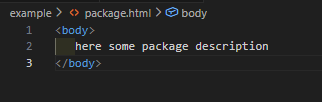 example > package.html > body
1 <body>
2 here some package description
3 </body>